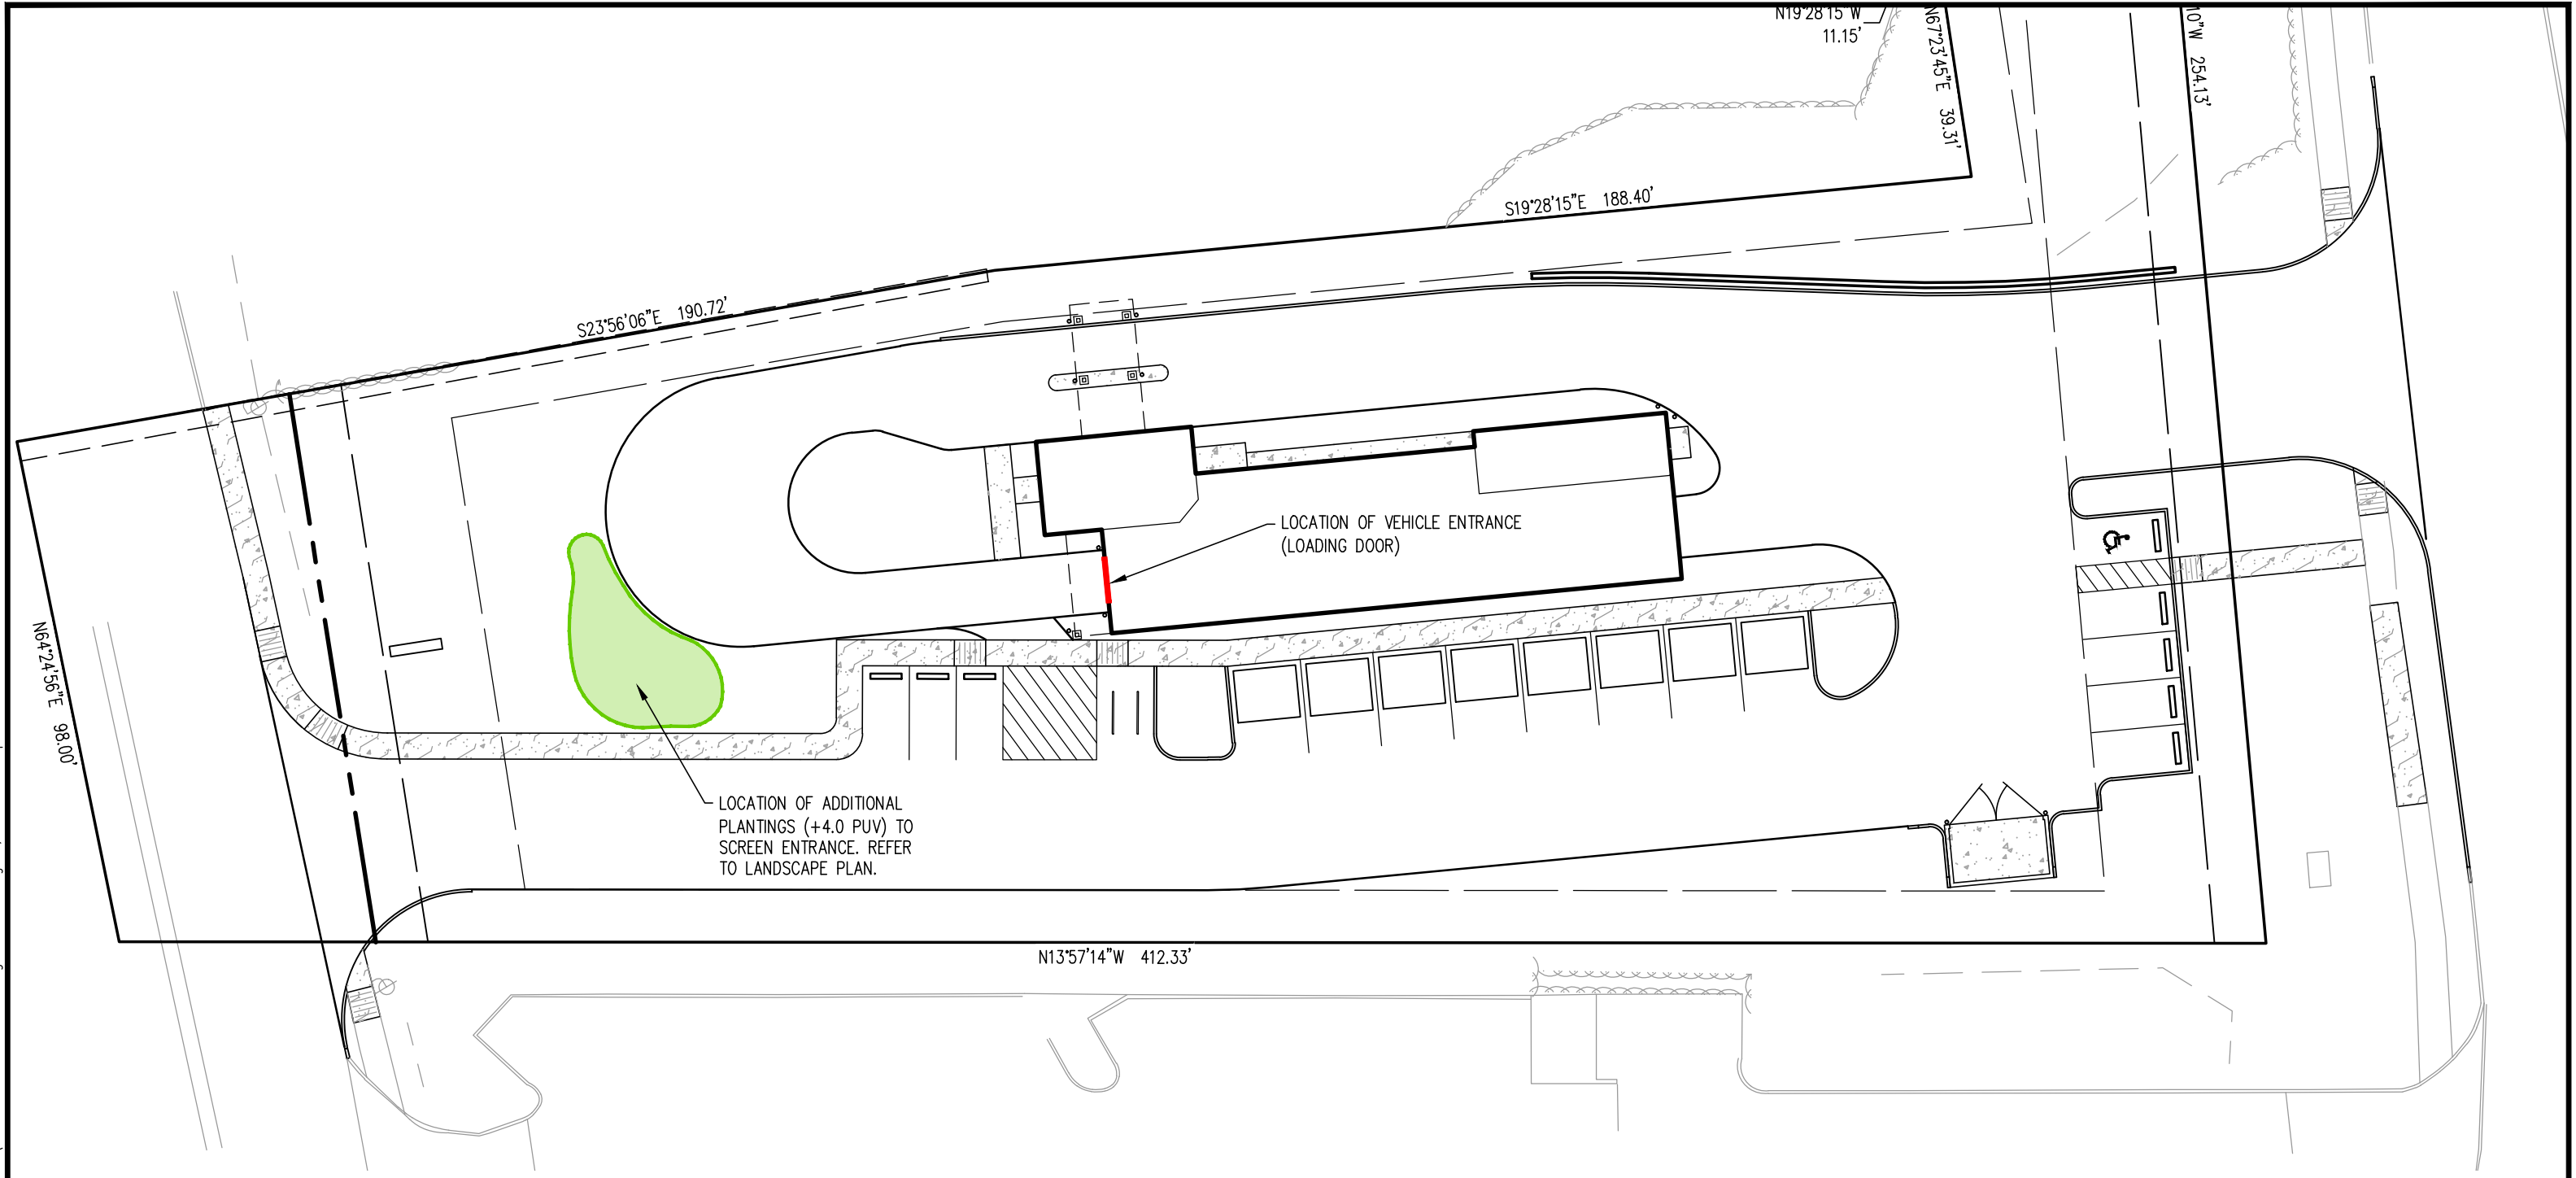 N19°28'15"W
11.15'
N67°23'45"E 39.31'
10"W 254.13'
S19°28'15"E 188.40'
S23°56'06"E 190.72'
LOCATION OF VEHICLE ENTRANCE
(LOADING DOOR)
N64°24'56"E 98.00'
LOCATION OF ADDITIONAL
PLANTINGS (+4.0 PUV) TO
SCREEN ENTRANCE. REFER
TO LANDSCAPE PLAN.
N13°57'14"W 412.33'